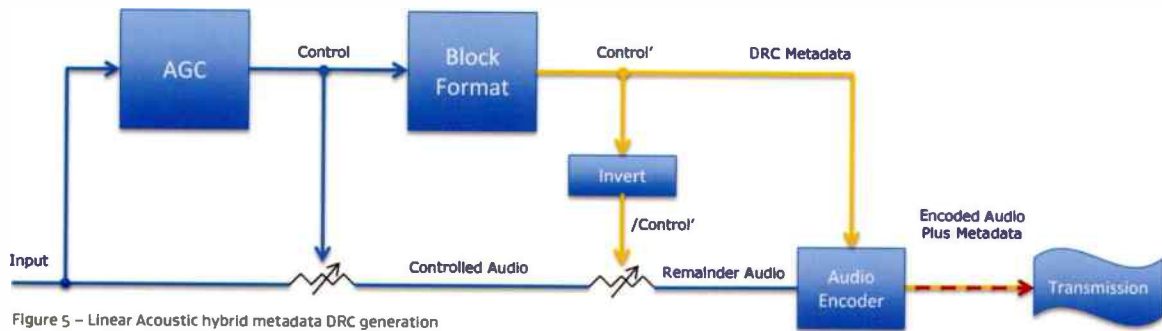 AGC
Control
Block
Format
Control'
DRC Metadata
Invert
/Control'
Encoded Audio
Plus Metadata
Input
Controlled Audio
Remainder Audio
Audio
Encoder
Transmission
Figure 5 – Linear Acoustic hybrid metadata DRC generation